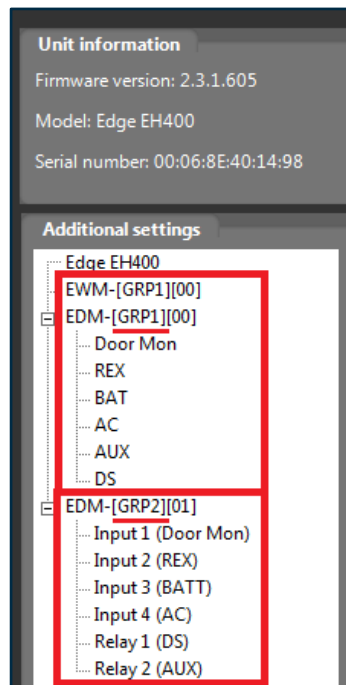 Unit information
Firmware version: 2.3.1.605
Model: Edge EH400
Serial number: 00:06:8E:40:14:98
Additional settings
Edge EH400
EWM-[GRP1][00]
EDM-[GRP1][00]
Door Mon
REX
BAT
AC
AUX
DS
EDM-[GRP2][01]
Input 1 (Door Mon)
Input 2 (REX)
Input 3 (BATT)
Input 4 (AC)
Relay 1 (DS)
Relay 2 (AUX)